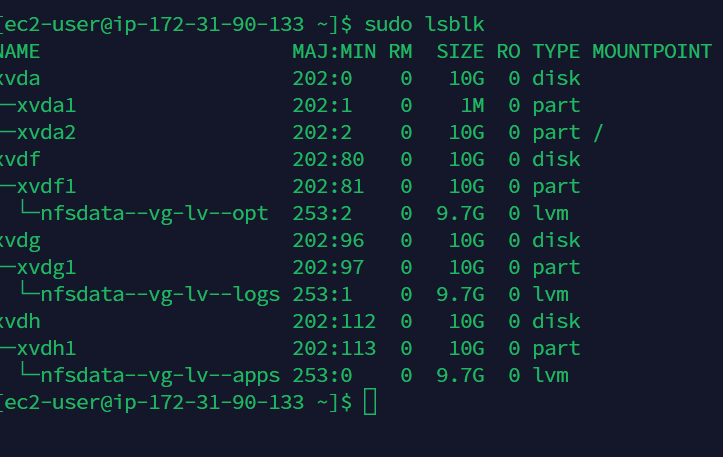 [ec2-user@ip-172-31-90-133 ~]$ sudo lsblk
NAME                     MAJ:MIN RM  SIZE RO TYPE MOUNTPOINT
xvda                     202:0    0   10G  0 disk
─xvda1                   202:1    0    1M  0 part
─xvda2                   202:2    0   10G  0 part /
xvdf                     202:80   0   10G  0 disk
─xvdf1                   202:81   0   10G  0 part
  └─nfsdata--vg-lv--opt  253:2    0  9.7G  0 lvm
xvdg                     202:96   0   10G  0 disk
─xvdg1                   202:97   0   10G  0 part
  └─nfsdata--vg-lv--logs 253:1    0  9.7G  0 lvm
xvdh                     202:112  0   10G  0 disk
─xvdh1                   202:113  0   10G  0 part
  └─nfsdata--vg-lv--apps 253:0    0  9.7G  0 lvm
[ec2-user@ip-172-31-90-133 ~]$